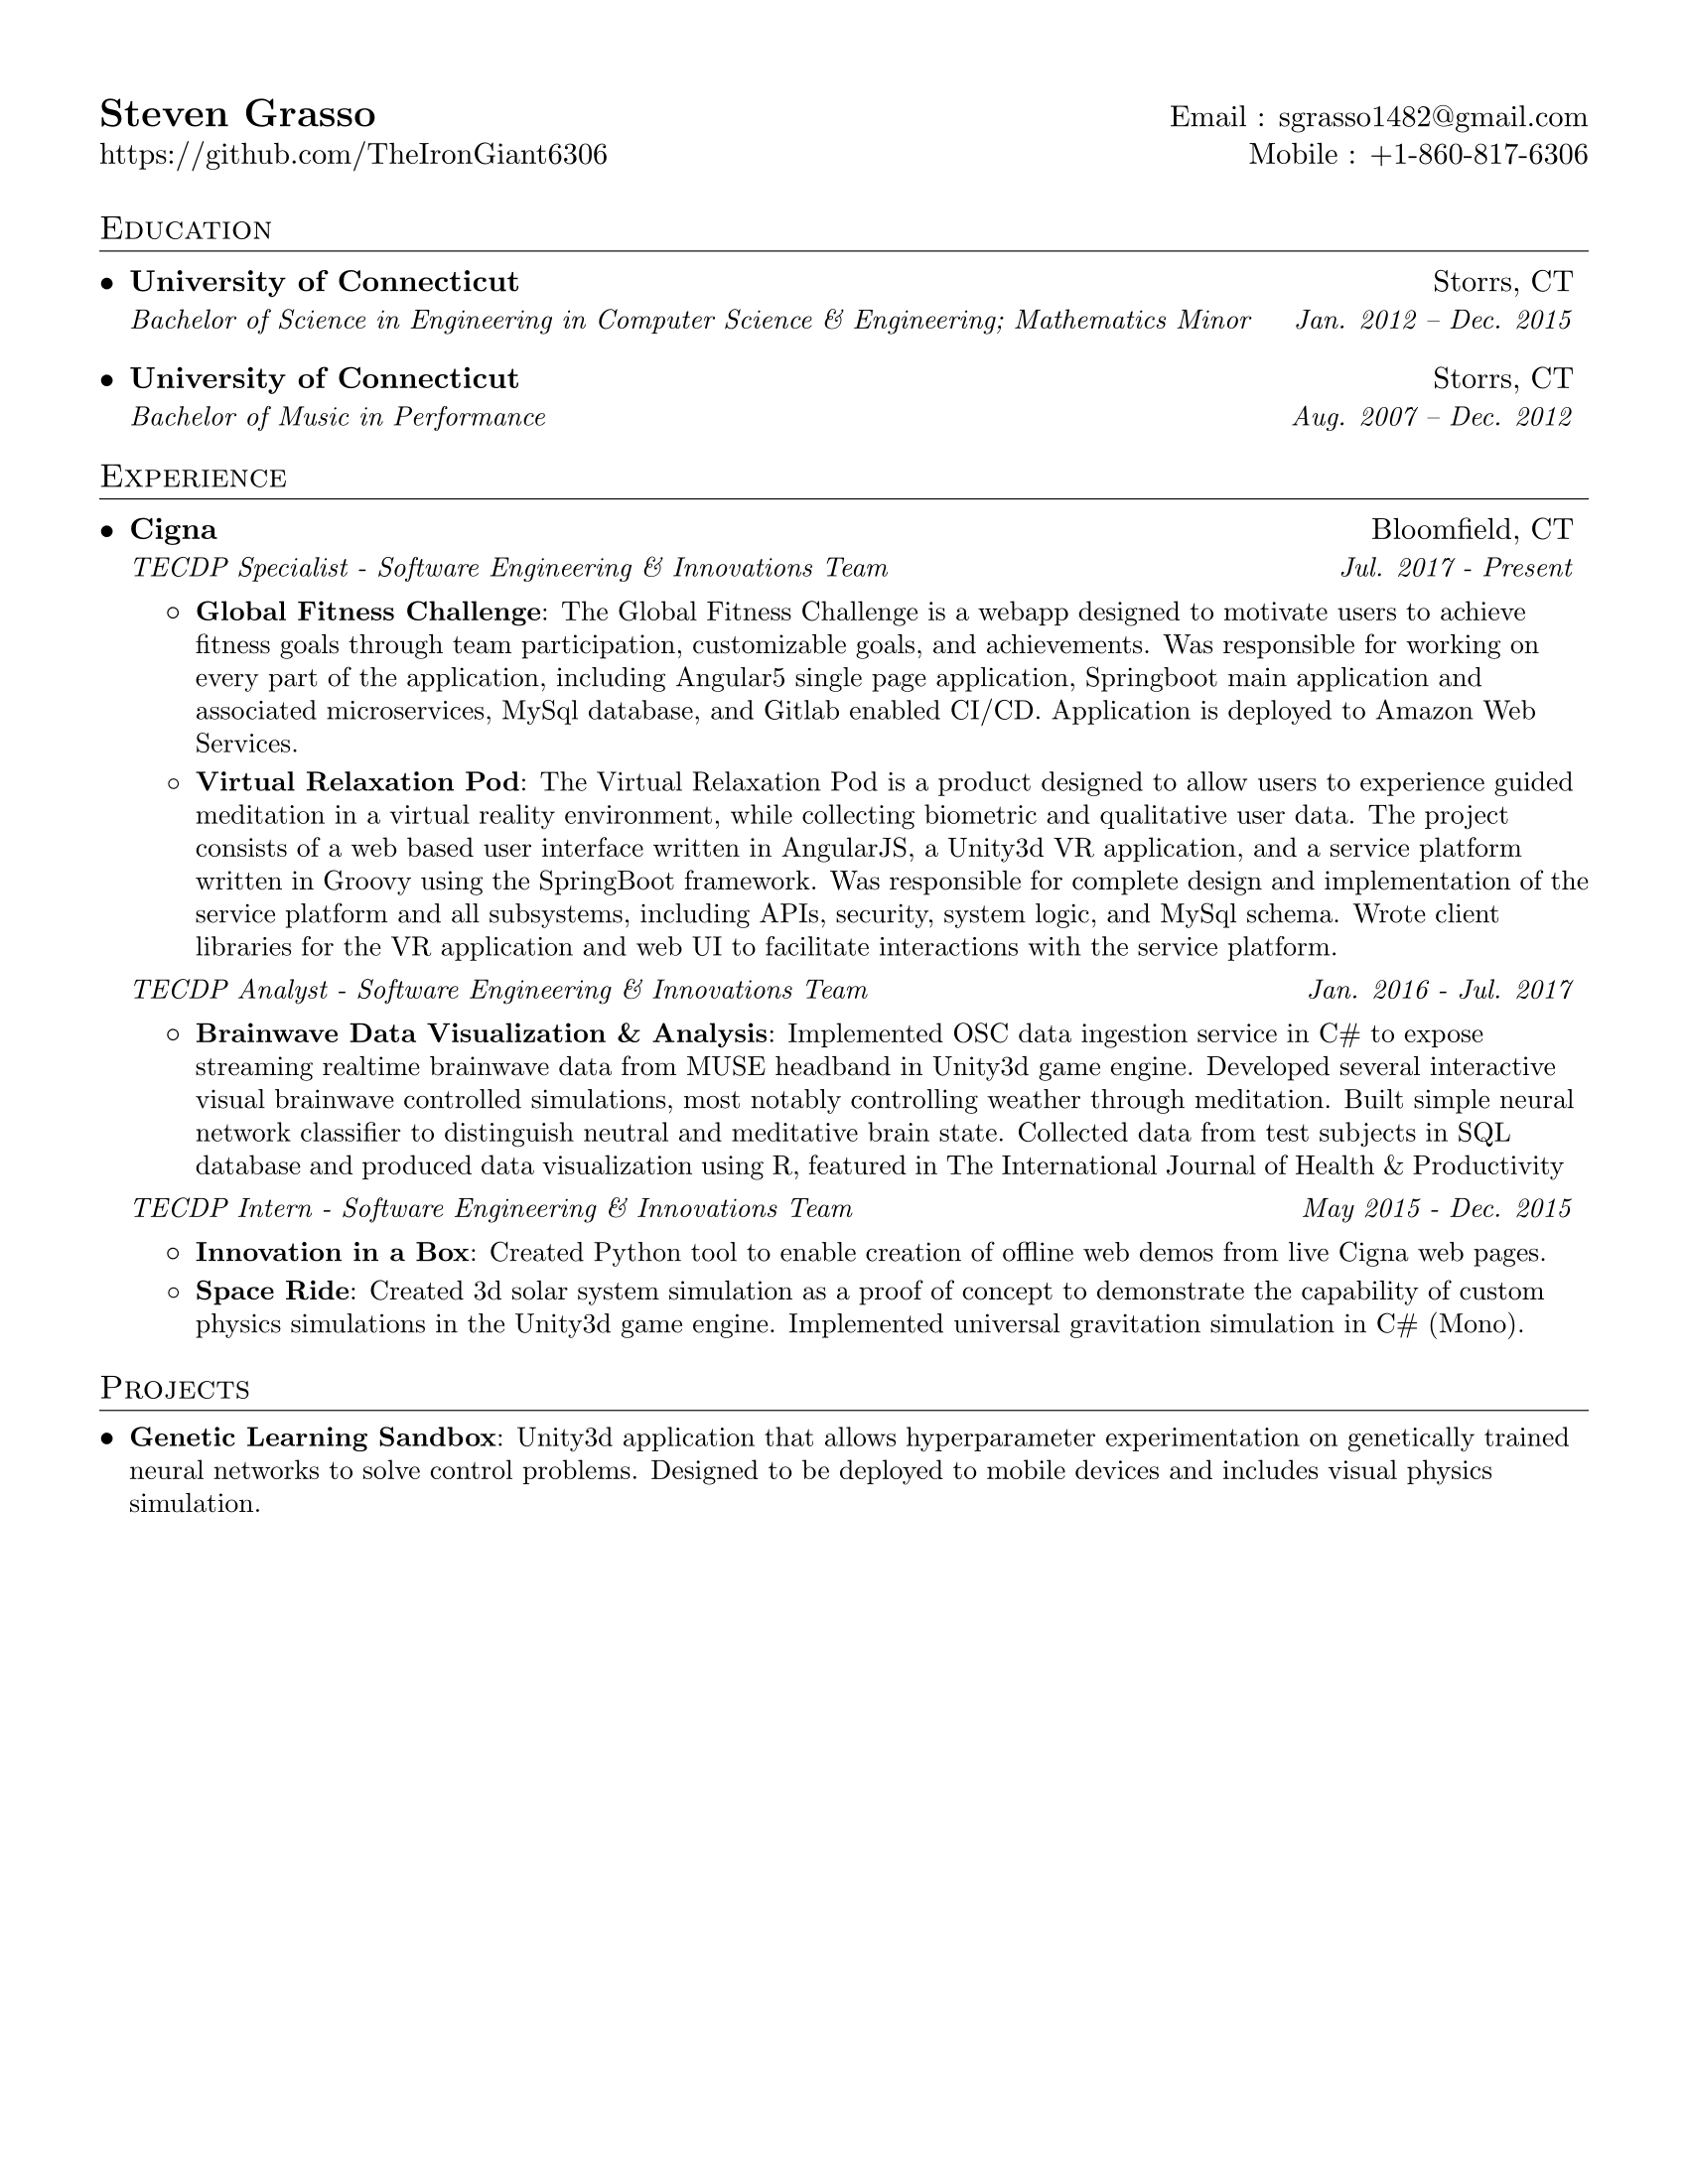 Steven Grasso Email : sgrasso1482@gmail.com
https://github.com/TheIronGiant6306 Mobile : +1-860-817-6306
Education
• University of Connecticut Storrs, CT
Bachelor of Science in Engineering in Computer Science & Engineering; Mathematics Minor Jan. 2012 – Dec. 2015
• University of Connecticut Storrs, CT
Bachelor of Music in Performance Aug. 2007 – Dec. 2012
Experience
• Cigna Bloomfield, CT
TECDP Specialist - Software Engineering & Innovations Team Jul. 2017 - Present
◦ Global Fitness Challenge: The Global Fitness Challenge is a webapp designed to motivate users to achieve
fitness goals through team participation, customizable goals, and achievements. Was responsible for working on
every part of the application, including Angular5 single page application, Springboot main application and
associated microservices, MySql database, and Gitlab enabled CI/CD. Application is deployed to Amazon Web
Services.
◦ Virtual Relaxation Pod: The Virtual Relaxation Pod is a product designed to allow users to experience guided
meditation in a virtual reality environment, while collecting biometric and qualitative user data. The project
consists of a web based user interface written in AngularJS, a Unity3d VR application, and a service platform
written in Groovy using the SpringBoot framework. Was responsible for complete design and implementation of the
service platform and all subsystems, including APIs, security, system logic, and MySql schema. Wrote client
libraries for the VR application and web UI to facilitate interactions with the service platform.
TECDP Analyst - Software Engineering & Innovations Team Jan. 2016 - Jul. 2017
◦ Brainwave Data Visualization & Analysis: Implemented OSC data ingestion service in C# to expose
streaming realtime brainwave data from MUSE headband in Unity3d game engine. Developed several interactive
visual brainwave controlled simulations, most notably controlling weather through meditation. Built simple neural
network classifier to distinguish neutral and meditative brain state. Collected data from test subjects in SQL
database and produced data visualization using R, featured in The International Journal of Health & Productivity
TECDP Intern - Software Engineering & Innovations Team May 2015 - Dec. 2015
◦ Innovation in a Box: Created Python tool to enable creation of offline web demos from live Cigna web pages.
◦ Space Ride: Created 3d solar system simulation as a proof of concept to demonstrate the capability of custom
physics simulations in the Unity3d game engine. Implemented universal gravitation simulation in C# (Mono).
Projects
• Genetic Learning Sandbox: Unity3d application that allows hyperparameter experimentation on genetically trained
neural networks to solve control problems. Designed to be deployed to mobile devices and includes visual physics
simulation.